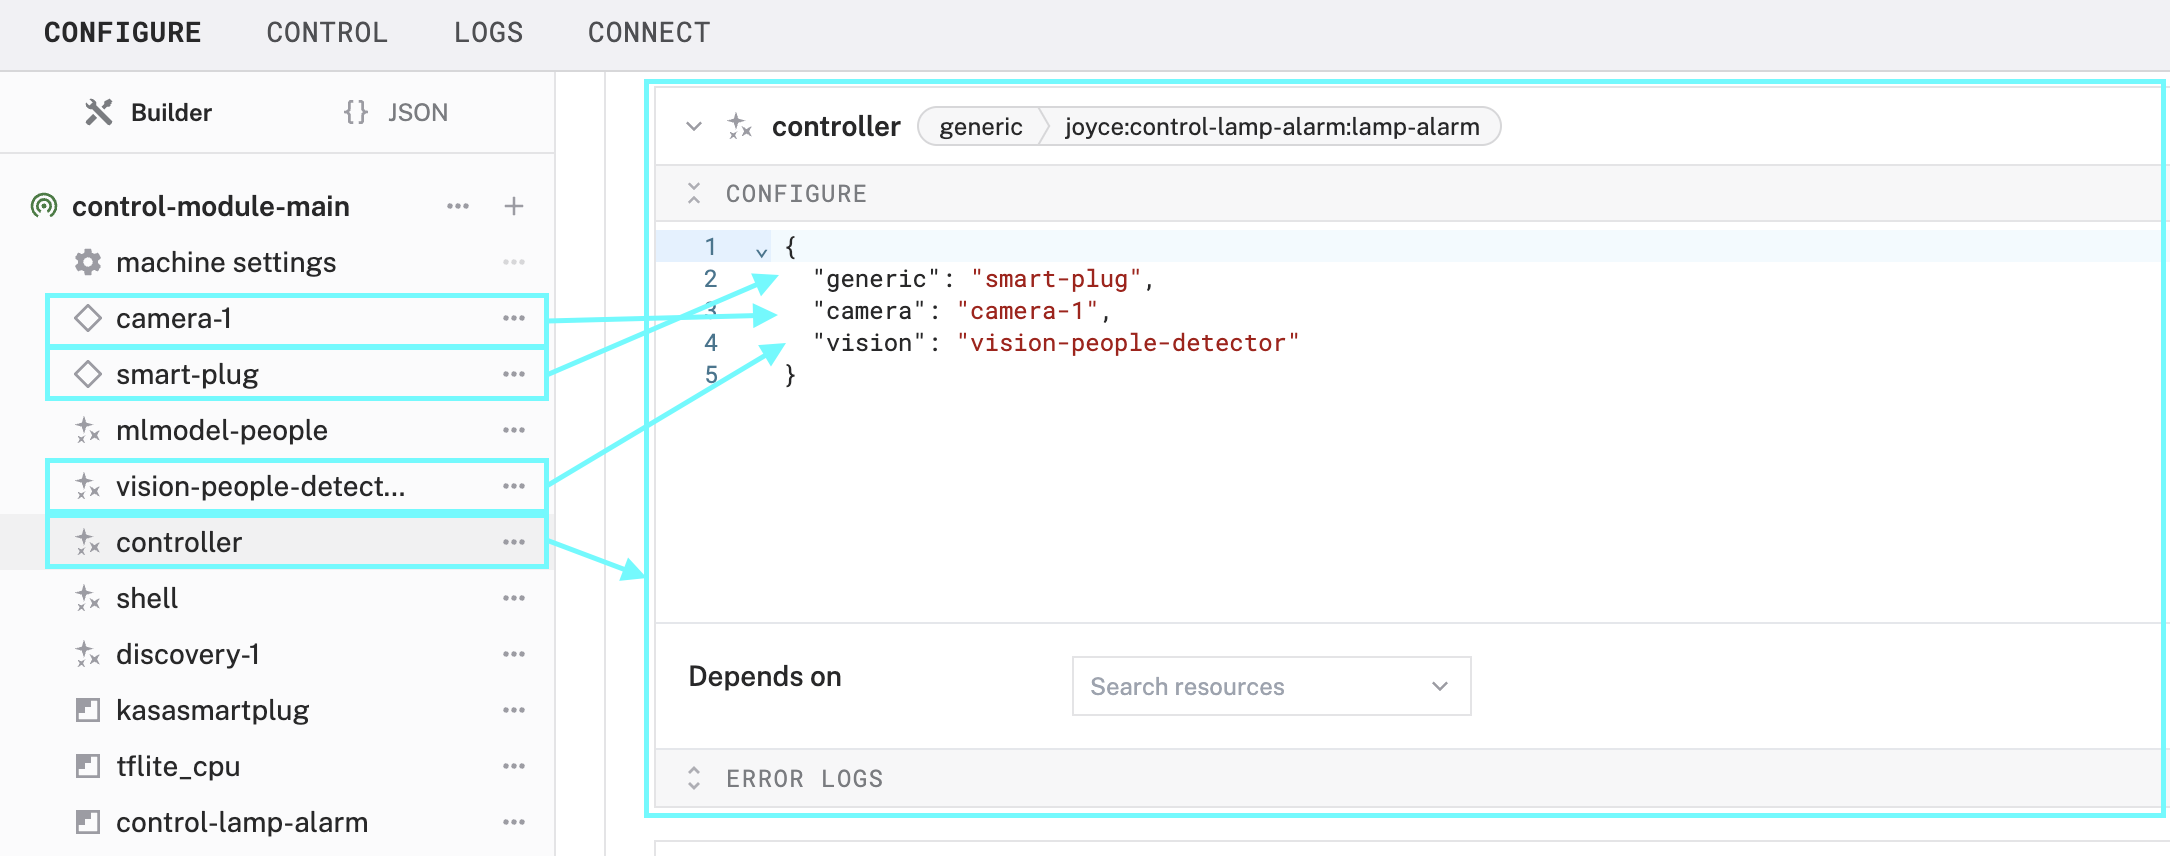 CONFIGURE CONTROL LOGS CONNECT
Builder {} JSON
control-module-main
machine settings
camera-1
smart-plug
mlmodel-people
vision-people-detect...
controller
shell
discovery-1
kasasmartplug
tflite_cpu
control-lamp-alarm
controller generic joyce:control-lamp-alarm:lamp-alarm
CONFIGURE
1 {
2 "generic": "smart-plug",
3 "camera": "camera-1",
4 "vision": "vision-people-detector"
5 }
Depends on Search resources
ERROR LOGS